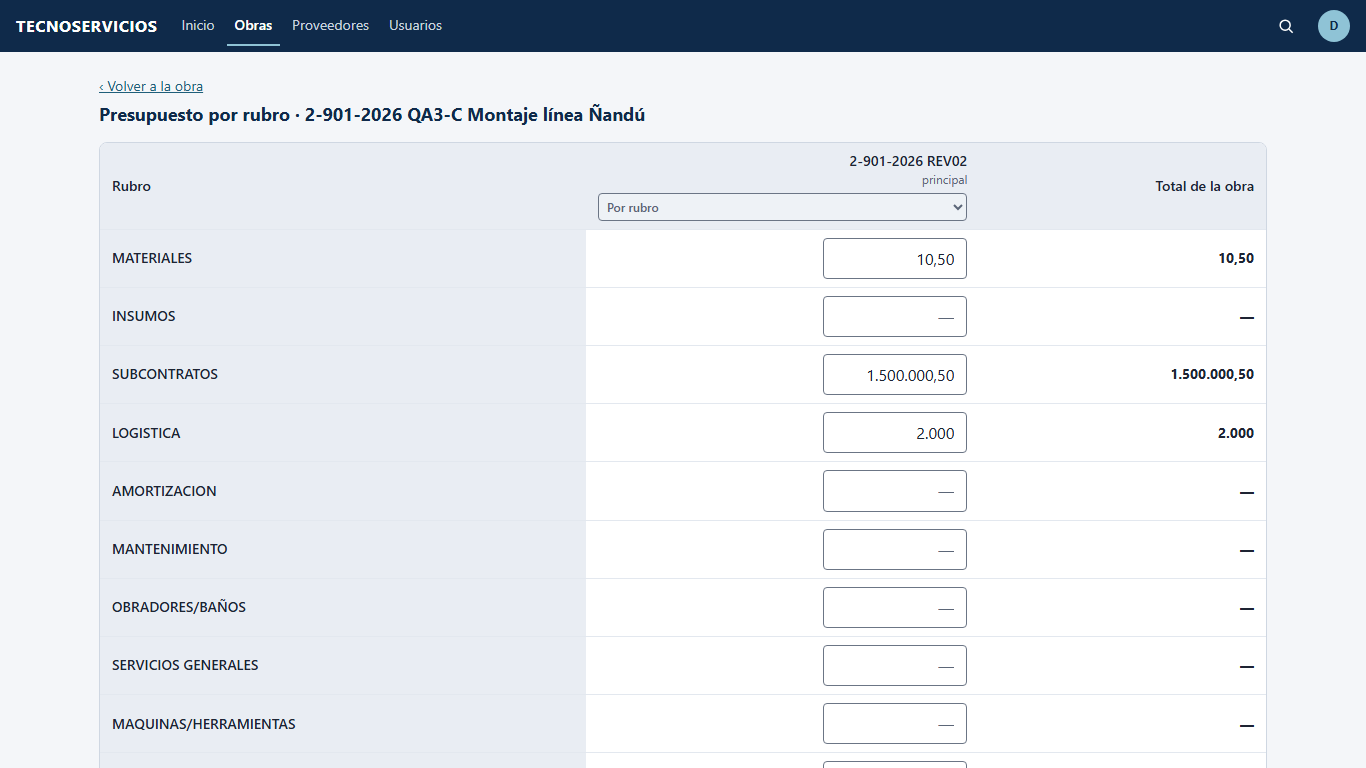 TECNOSERVICIOS Inicio Obras Proveedores Usuarios D
‹ Volver a la obra
Presupuesto por rubro · 2-901-2026 QA3-C Montaje línea Ñandú
Rubro
2-901-2026 REV02
principal
Por rubro
Total de la obra
MATERIALES 10,50 10,50
INSUMOS — —
SUBCONTRATOS 1.500.000,50 1.500.000,50
LOGISTICA 2.000 2.000
AMORTIZACION — —
MANTENIMIENTO — —
OBRADORES/BAÑOS — —
SERVICIOS GENERALES — —
MAQUINAS/HERRAMIENTAS — —